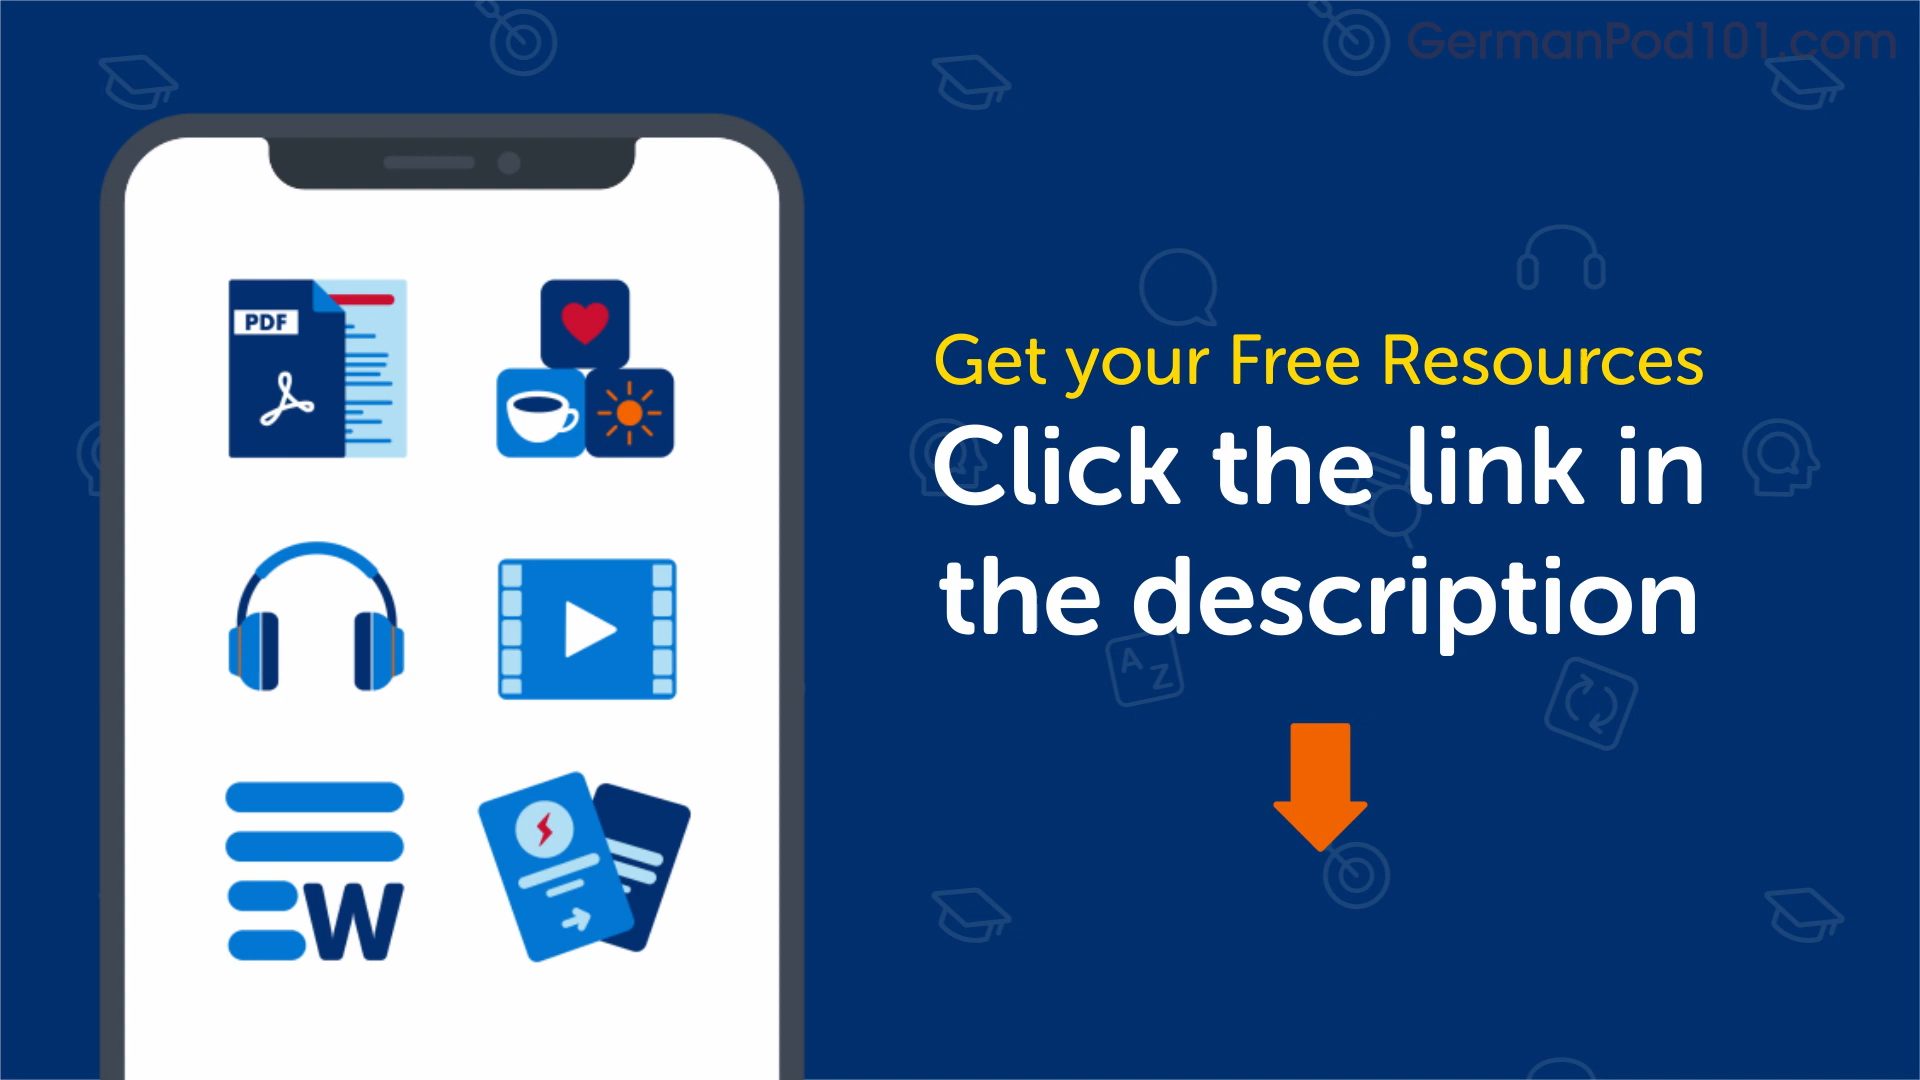 GermanPod101.com
PDF
Get your Free Resources
Click the link in
the description
A Z
W